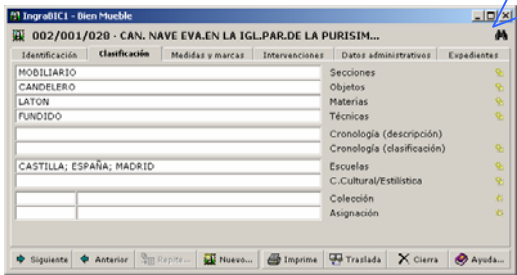 IngraBIC1 - Bien Mueble
002/001/020 - CAN. NAVE EVA.EN LA IGL.PAR.DE LA PURISIM...
Identificación Clasificación Medidas y marcas Intervenciones Datos administrativos Expedientes
MOBILIARIO Secciones
CANDELERO Objetos
LATON Materias
FUNDIDO Técnicas
Cronología (descripción)
Cronología (clasificación)
CASTILLA; ESPAÑA; MADRID Escuelas
C.Cultural/Estilística
Colección
Asignación
Siguiente Anterior Repite... Nuevo... Imprime Traslada Cierra Ayuda...